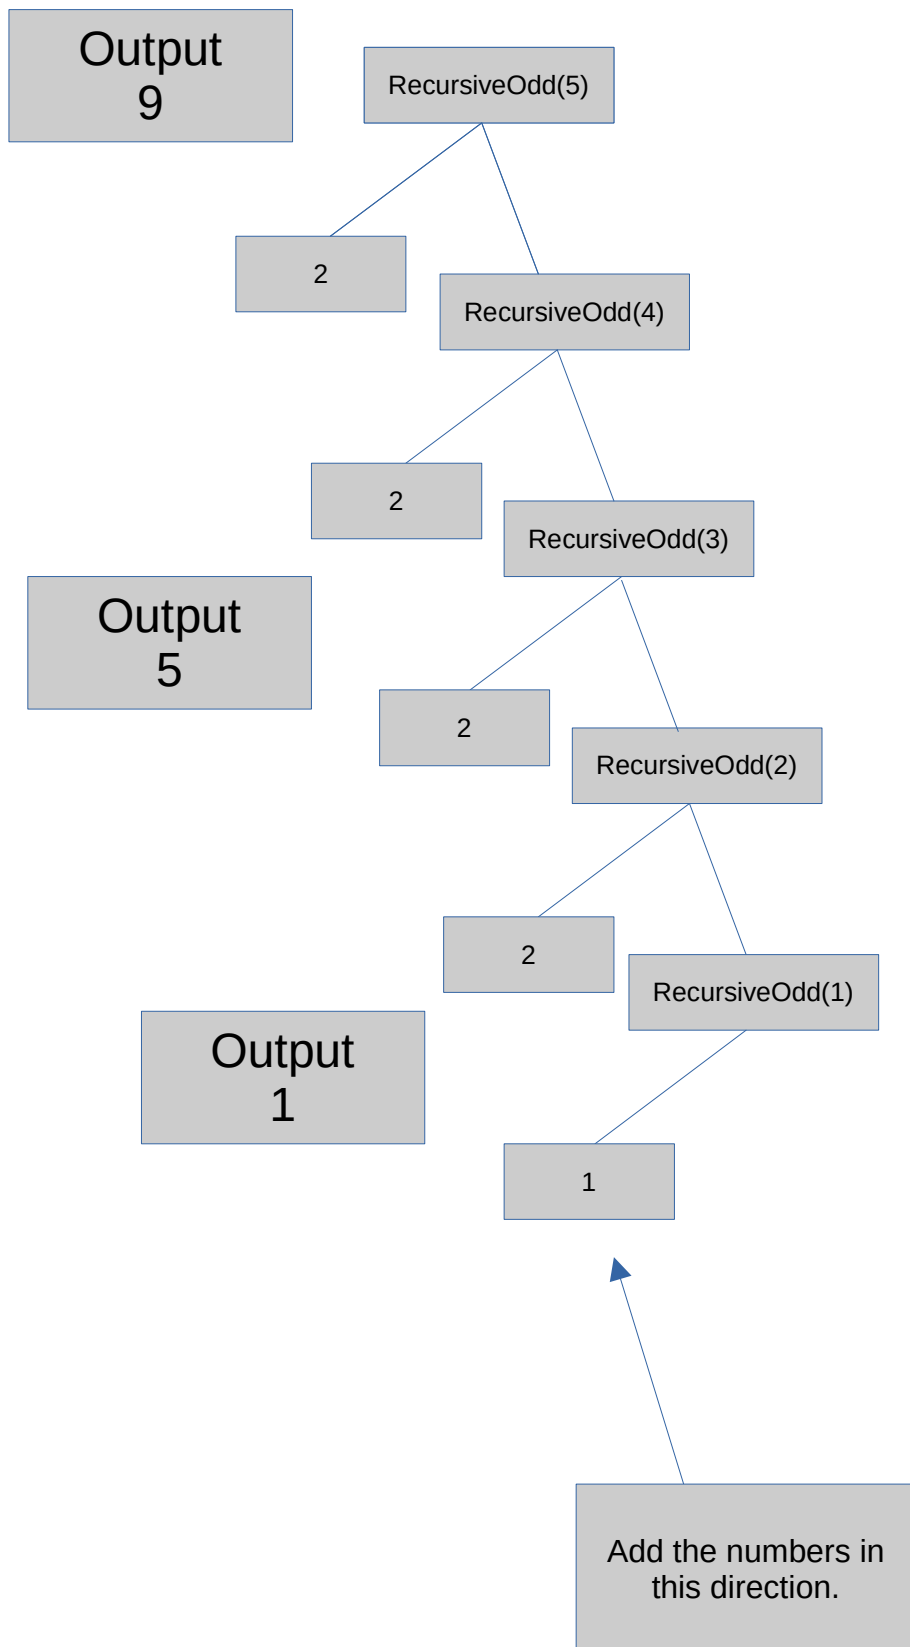 Output
9
RecursiveOdd(5)
2
RecursiveOdd(4)
2
RecursiveOdd(3)
Output
5
2
RecursiveOdd(2)
2
RecursiveOdd(1)
Output
1
1
Add the numbers in
this direction.